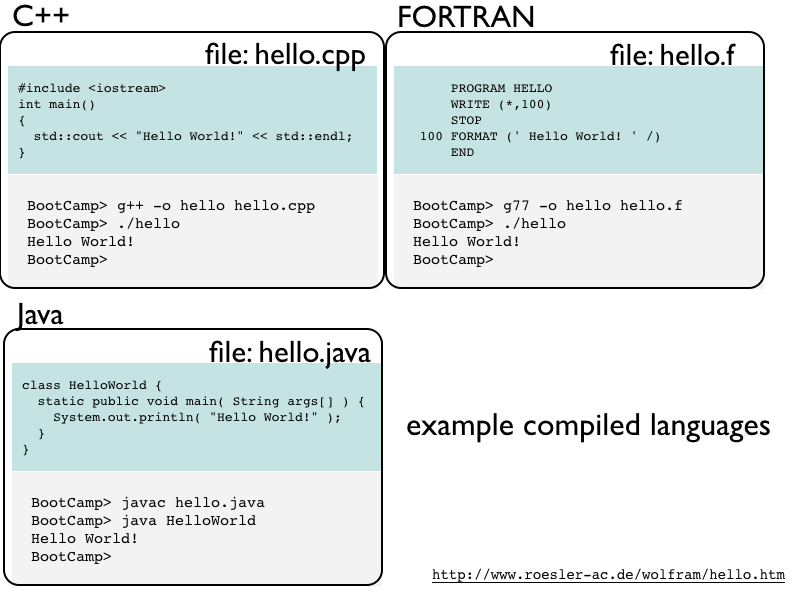 C++
file: hello.cpp
#include <iostream>
int main()
{
  std::cout << "Hello World!" << std::endl;
}
BootCamp> g++ -o hello hello.cpp
BootCamp> ./hello
Hello World!
BootCamp>
FORTRAN
file: hello.f
    PROGRAM HELLO
    WRITE (*,100)
    STOP
100 FORMAT (' Hello World! ' /)
    END
BootCamp> g77 -o hello hello.f
BootCamp> ./hello
Hello World!
BootCamp>
Java
file: hello.java
class HelloWorld {
  static public void main( String args[] ) {
    System.out.println( "Hello World!" );
  }
}
BootCamp> javac hello.java
BootCamp> java HelloWorld
Hello World!
BootCamp>
example compiled languages
http://www.roesler-ac.de/wolfram/hello.htm